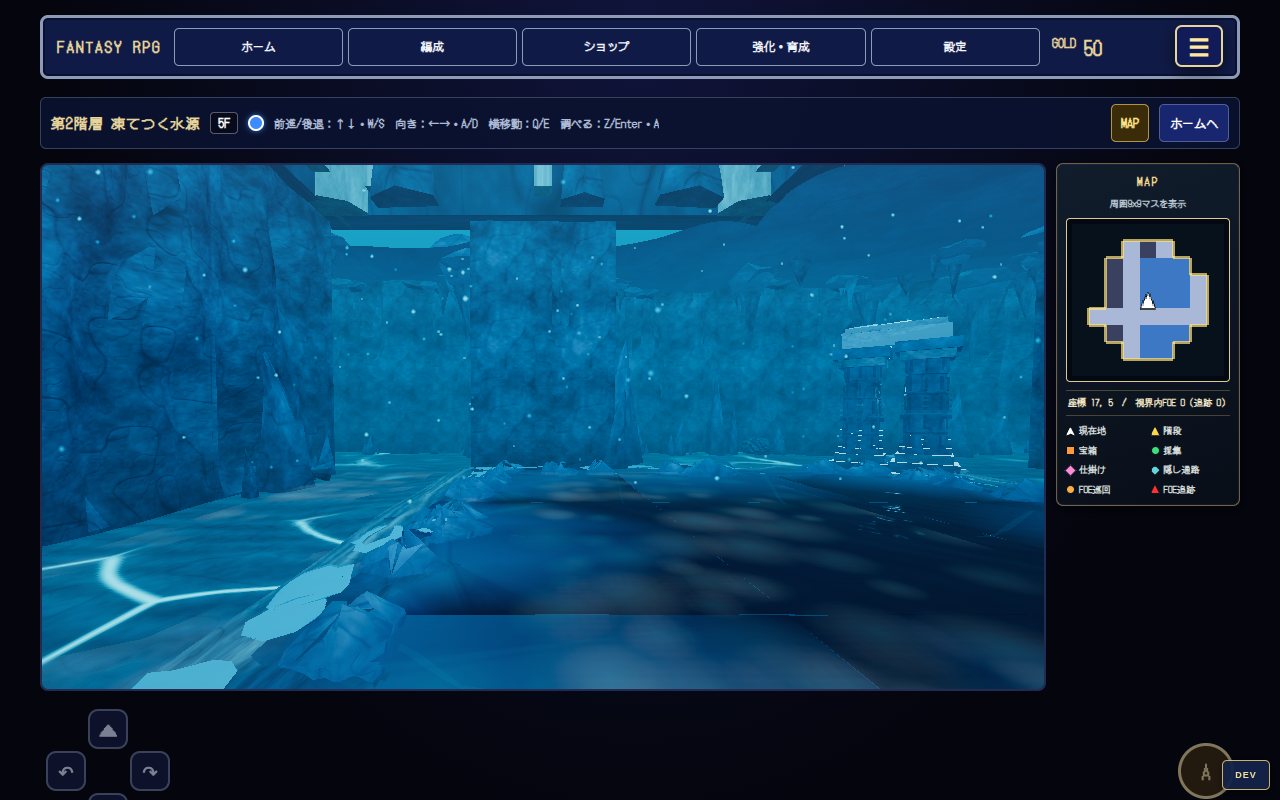 FANTASY RPG
ホーム
編成
ショップ
強化・育成
設定
GOLD 50
第2階層 凍てつく水源 5F 前進/後退:↑↓・W/S 向き:←→・A/D 横移動:Q/E 調べる:Z/Enter・A
MAP
ホームへ
MAP
周囲9x9マスを表示
座標 17, 5 / 視界内FOE 0 (追跡 0)
現在地
階段
宝箱
採集
仕掛け
隠し通路
FOE巡回
FOE追跡
A
DEV